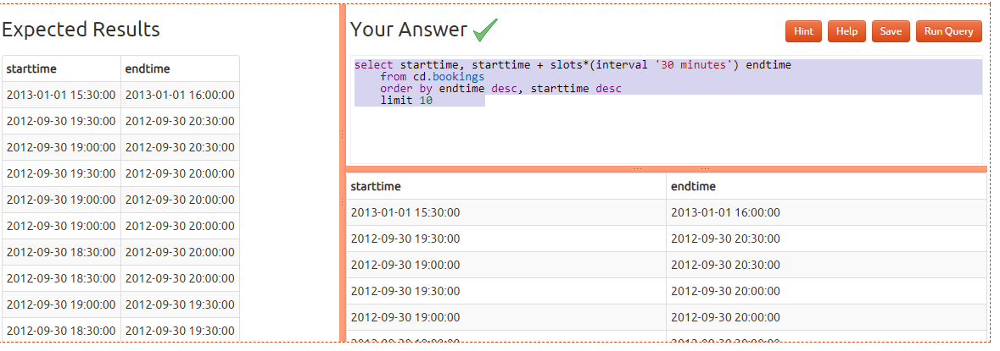 Expected Results
starttime endtime
2013-01-01 15:30:00 2013-01-01 16:00:00
2012-09-30 19:30:00 2012-09-30 20:30:00
2012-09-30 19:00:00 2012-09-30 20:30:00
2012-09-30 19:30:00 2012-09-30 20:00:00
2012-09-30 19:00:00 2012-09-30 20:00:00
2012-09-30 19:00:00 2012-09-30 20:00:00
2012-09-30 18:30:00 2012-09-30 20:00:00
2012-09-30 18:30:00 2012-09-30 20:00:00
2012-09-30 19:00:00 2012-09-30 19:30:00
2012-09-30 18:30:00 2012-09-30 19:30:00
Your Answer
Hint Help Save Run Query
select starttime, starttime + slots*(interval '30 minutes') endtime
from cd.bookings
order by endtime desc, starttime desc
limit 10
starttime endtime
2013-01-01 15:30:00 2013-01-01 16:00:00
2012-09-30 19:30:00 2012-09-30 20:30:00
2012-09-30 19:00:00 2012-09-30 20:30:00
2012-09-30 19:30:00 2012-09-30 20:00:00
2012-09-30 19:00:00 2012-09-30 20:00:00